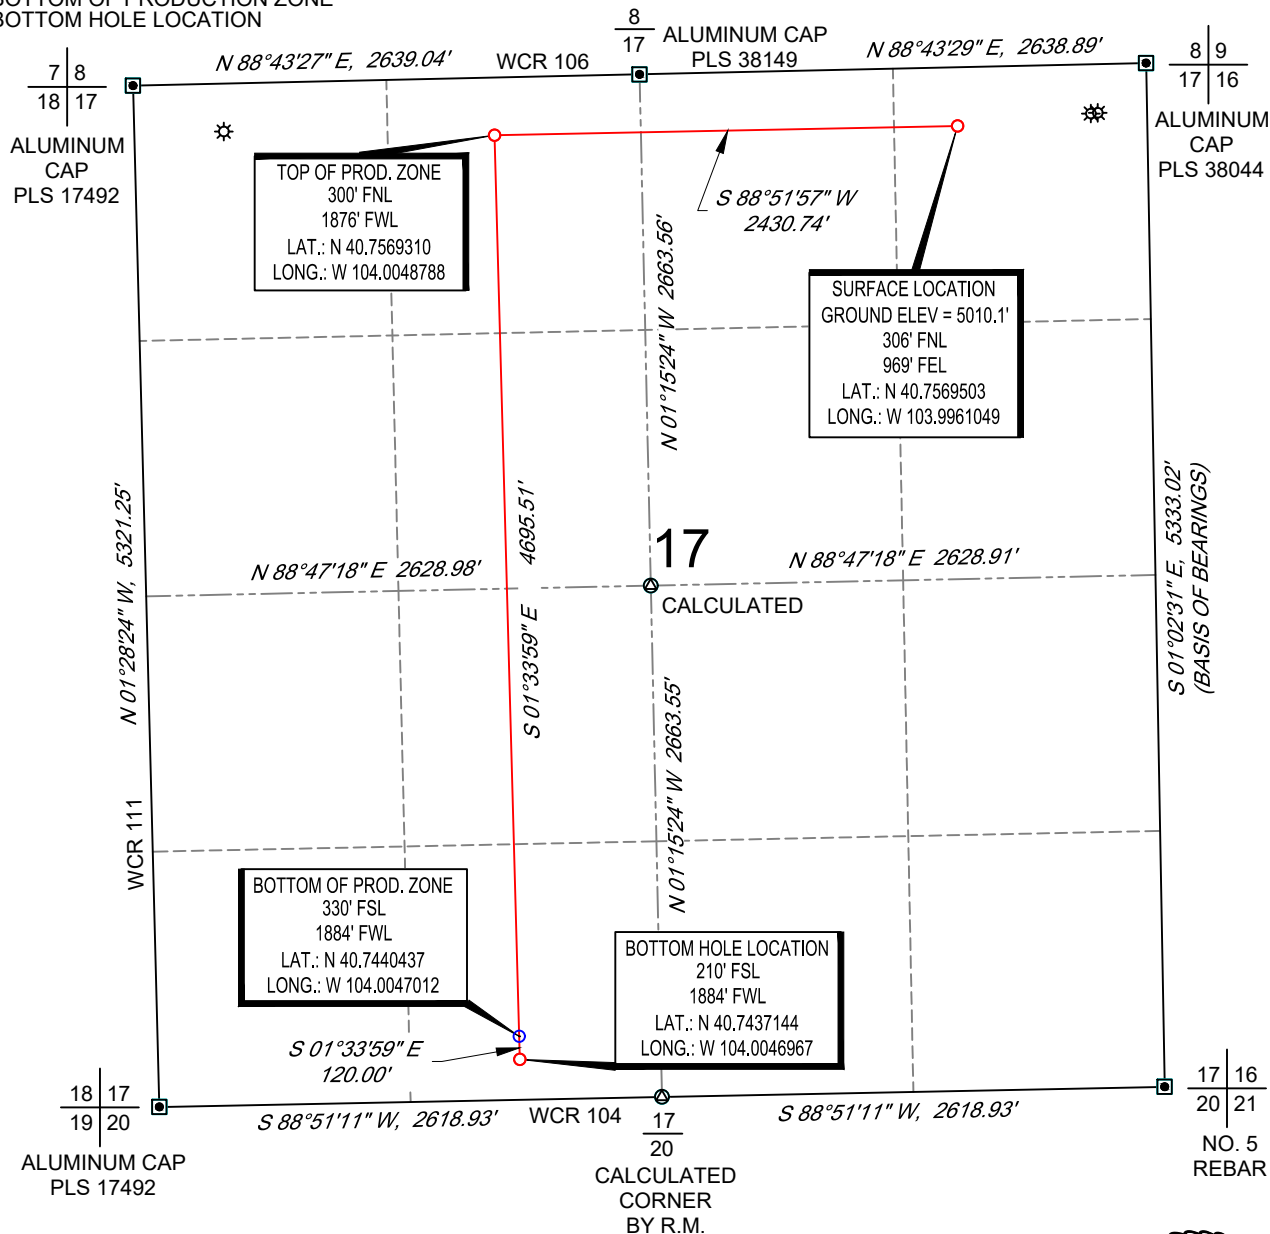 BOTTOM OF PRODUCTION ZONE
BOTTOM HOLE LOCATION
8
17
ALUMINUM CAP
PLS 38149
N 88°43'27" E, 2639.04'
WCR 106
N 88°43'29" E, 2638.89'
7 8
18 17
ALUMINUM
CAP
PLS 17492
8 9
17 16
ALUMINUM
CAP
PLS 38044
TOP OF PROD. ZONE
300' FNL
1876' FWL
LAT.: N 40.7569310
LONG.: W 104.0048788
S 88°51'57" W
2430.74'
N 01°15'24" W 2663.56'
SURFACE LOCATION
GROUND ELEV = 5010.1'
306' FNL
969' FEL
LAT.: N 40.7569503
LONG.: W 103.9961049
N 01°28'24" W, 5321.25'
WCR 111
S 01°33'59" E 4695.51'
17
N 88°47'18" E 2628.98'
N 88°47'18" E 2628.91'
CALCULATED
S 01°02'31" E, 5333.02'
(BASIS OF BEARINGS)
N 01°15'24" W 2663.55'
BOTTOM OF PROD. ZONE
330' FSL
1884' FWL
LAT.: N 40.7440437
LONG.: W 104.0047012
BOTTOM HOLE LOCATION
210' FSL
1884' FWL
LAT.: N 40.7437144
LONG.: W 104.0046967
S 01°33'59" E
120.00'
18 17
19 20
ALUMINUM CAP
PLS 17492
S 88°51'11" W, 2618.93'
WCR 104
S 88°51'11" W, 2618.93'
17
20
CALCULATED
CORNER
BY R.M.
17 16
20 21
NO. 5
REBAR